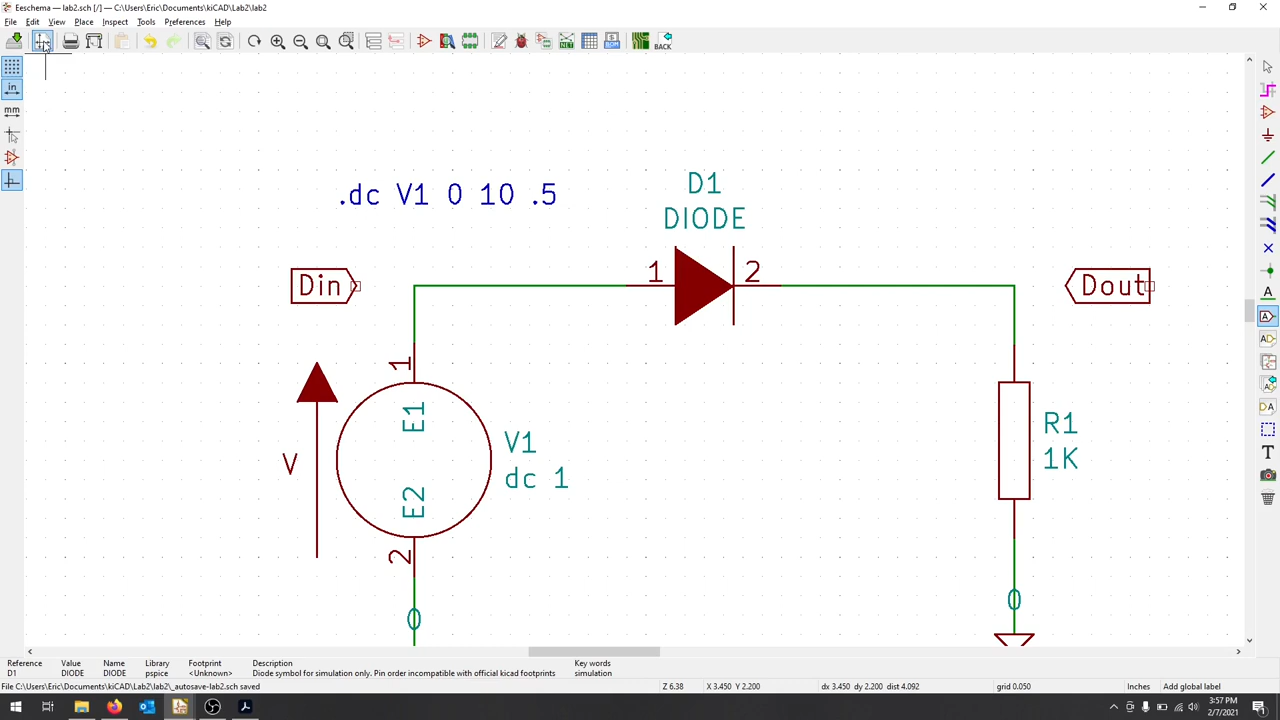 Eeschema — lab2.sch [/] — C:\Users\Eric\Documents\kiCAD\Lab2\lab2
File Edit View Place Inspect Tools Preferences Help
BACK
in
mm
.dc V1 0 10 .5
D1
DIODE
1 2
Din
Dout
1
E1
V
V1
dc 1
E2
2
0
R1
1K
0
Reference Value Name Library Footprint Description Key words
D1 DIODE DIODE pspice <Unknown> Diode symbol for simulation only. Pin order incompatible with official kicad footprints simulation
File C:\Users\Eric\Documents\kiCAD\Lab2\lab2\_autosave-lab2.sch saved Z 6.38 X 3.450 Y 2.200 dx 3.450 dy 2.200 dist 4.092 grid 0.050 Inches Add global label
3:57 PM
2/7/2021